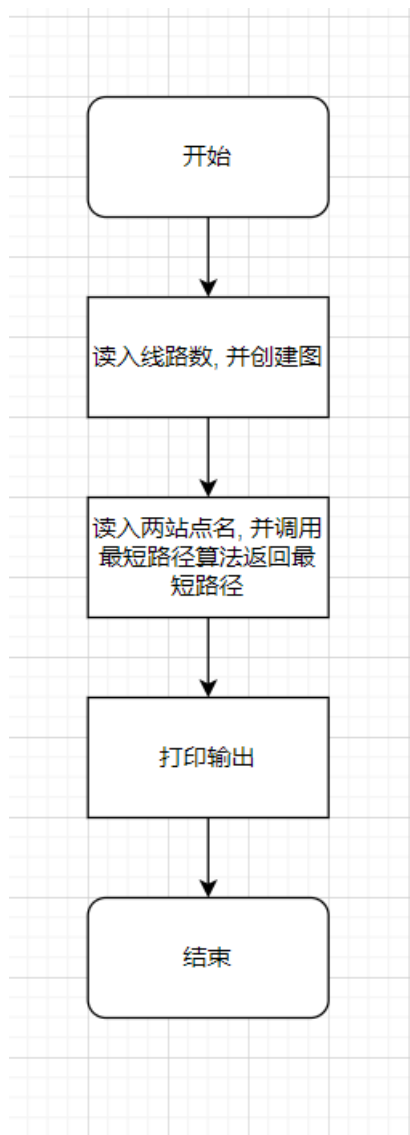 开始
读入线路数, 并创建图
读入两站点名, 并调用
最短路径算法返回最
短路径
打印输出
结束